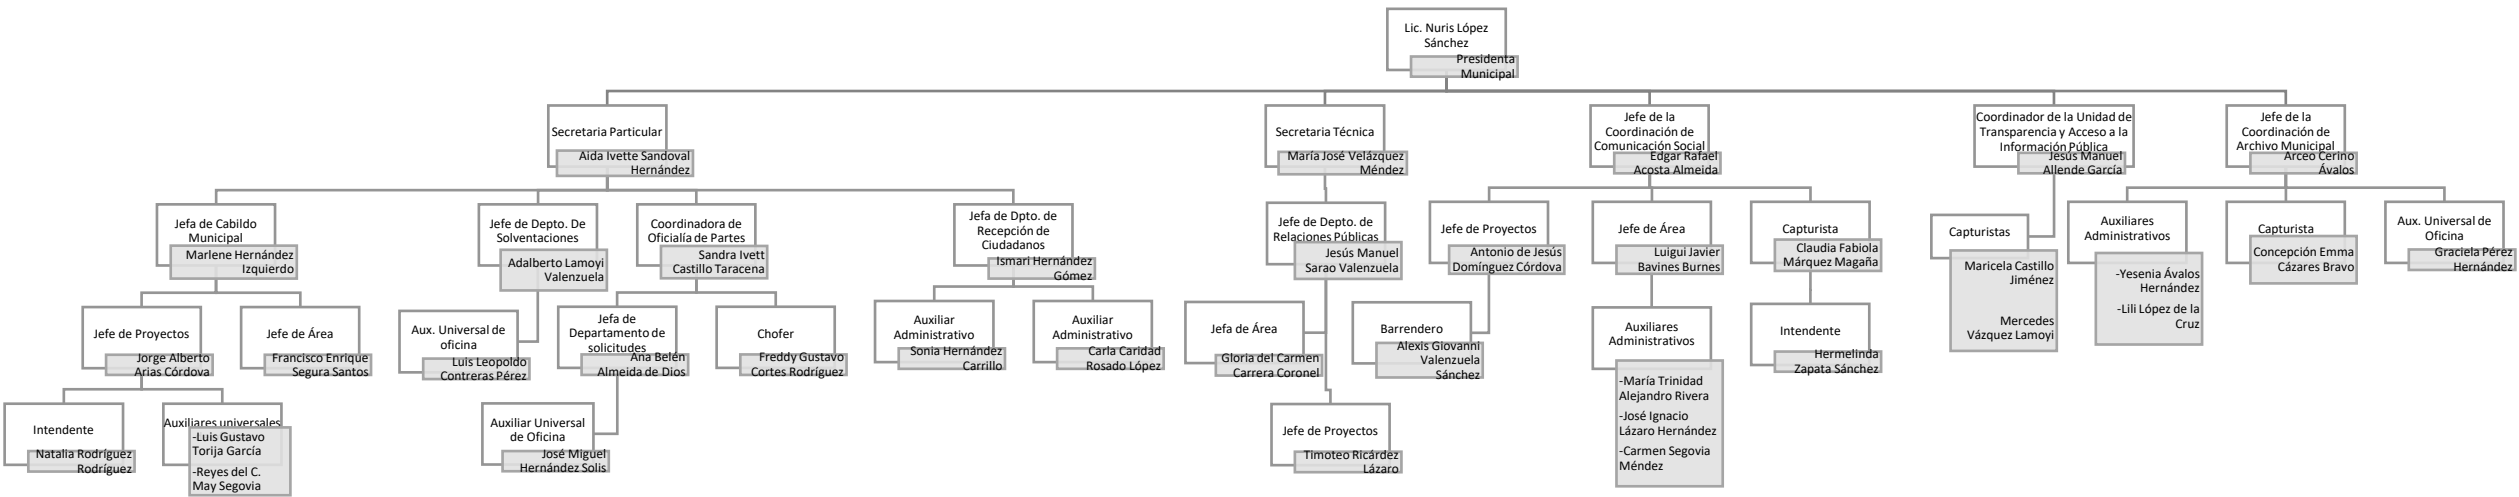 Lic. Nuris López
Sánchez
Presidenta
Municipal
Secretaria Particular
Aida Ivette Sandoval
Hernández
Secretaria Técnica
María José Velázquez
Méndez
Jefe de la
Coordinación de
Comunicación Social
Edgar Rafael
Acosta Almeida
Coordinador de la Unidad de
Transparencia y Acceso a la
Información Pública
Jesús Manuel
Allende García
Jefe de la
Coordinación de
Archivo Municipal
Arceo Cerino
Ávalos
Jefa de Cabildo
Municipal
Marlene Hernández
Izquierdo
Jefe de Depto. De
Solventaciones
Adalberto Lamoyi
Valenzuela
Coordinadora de
Oficialía de Partes
Sandra Ivett
Castillo Taracena
Jefa de Dpto. de
Recepción de
Ciudadanos
Ismari Hernández
Gómez
Jefe de Depto. de
Relaciones Públicas
Jesús Manuel
Sarao Valenzuela
Jefe de Proyectos
Antonio de Jesús
Domínguez Córdova
Jefe de Área
Luigui Javier
Bavines Burnes
Capturista
Claudia Fabiola
Márquez Magaña
Capturistas
Maricela Castillo
Jiménez
Mercedes
Vázquez Lamoyi
Auxiliares
Administrativos
-Yesenia Ávalos
Hernández
-Lili López de la
Cruz
Capturista
Concepción Emma
Cázares Bravo
Aux. Universal de
Oficina
Graciela Pérez
Hernández
Jefe de Proyectos
Jorge Alberto
Arias Córdova
Jefe de Área
Francisco Enrique
Segura Santos
Aux. Universal de
oficina
Luis Leopoldo
Contreras Pérez
Jefa de
Departamento de
solicitudes
Ana Belén
Almeida de Dios
Chofer
Freddy Gustavo
Cortes Rodríguez
Auxiliar
Administrativo
Sonia Hernández
Carrillo
Auxiliar
Administrativo
Carla Caridad
Rosado López
Jefa de Área
Gloria del Carmen
Carrera Coronel
Barrendero
Alexis Giovanni
Valenzuela
Sánchez
Auxiliares
Administrativos
-María Trinidad
Alejandro Rivera
-José Ignacio
Lázaro Hernández
-Carmen Segovia
Méndez
Intendente
Hermelinda
Zapata Sánchez
Intendente
Natalia Rodríguez
Rodríguez
Auxiliares universales
-Luis Gustavo
Torija García
-Reyes del C.
May Segovia
Auxiliar Universal
de Oficina
José Miguel
Hernández Solis
Jefe de Proyectos
Timoteo Ricárdez
Lázaro